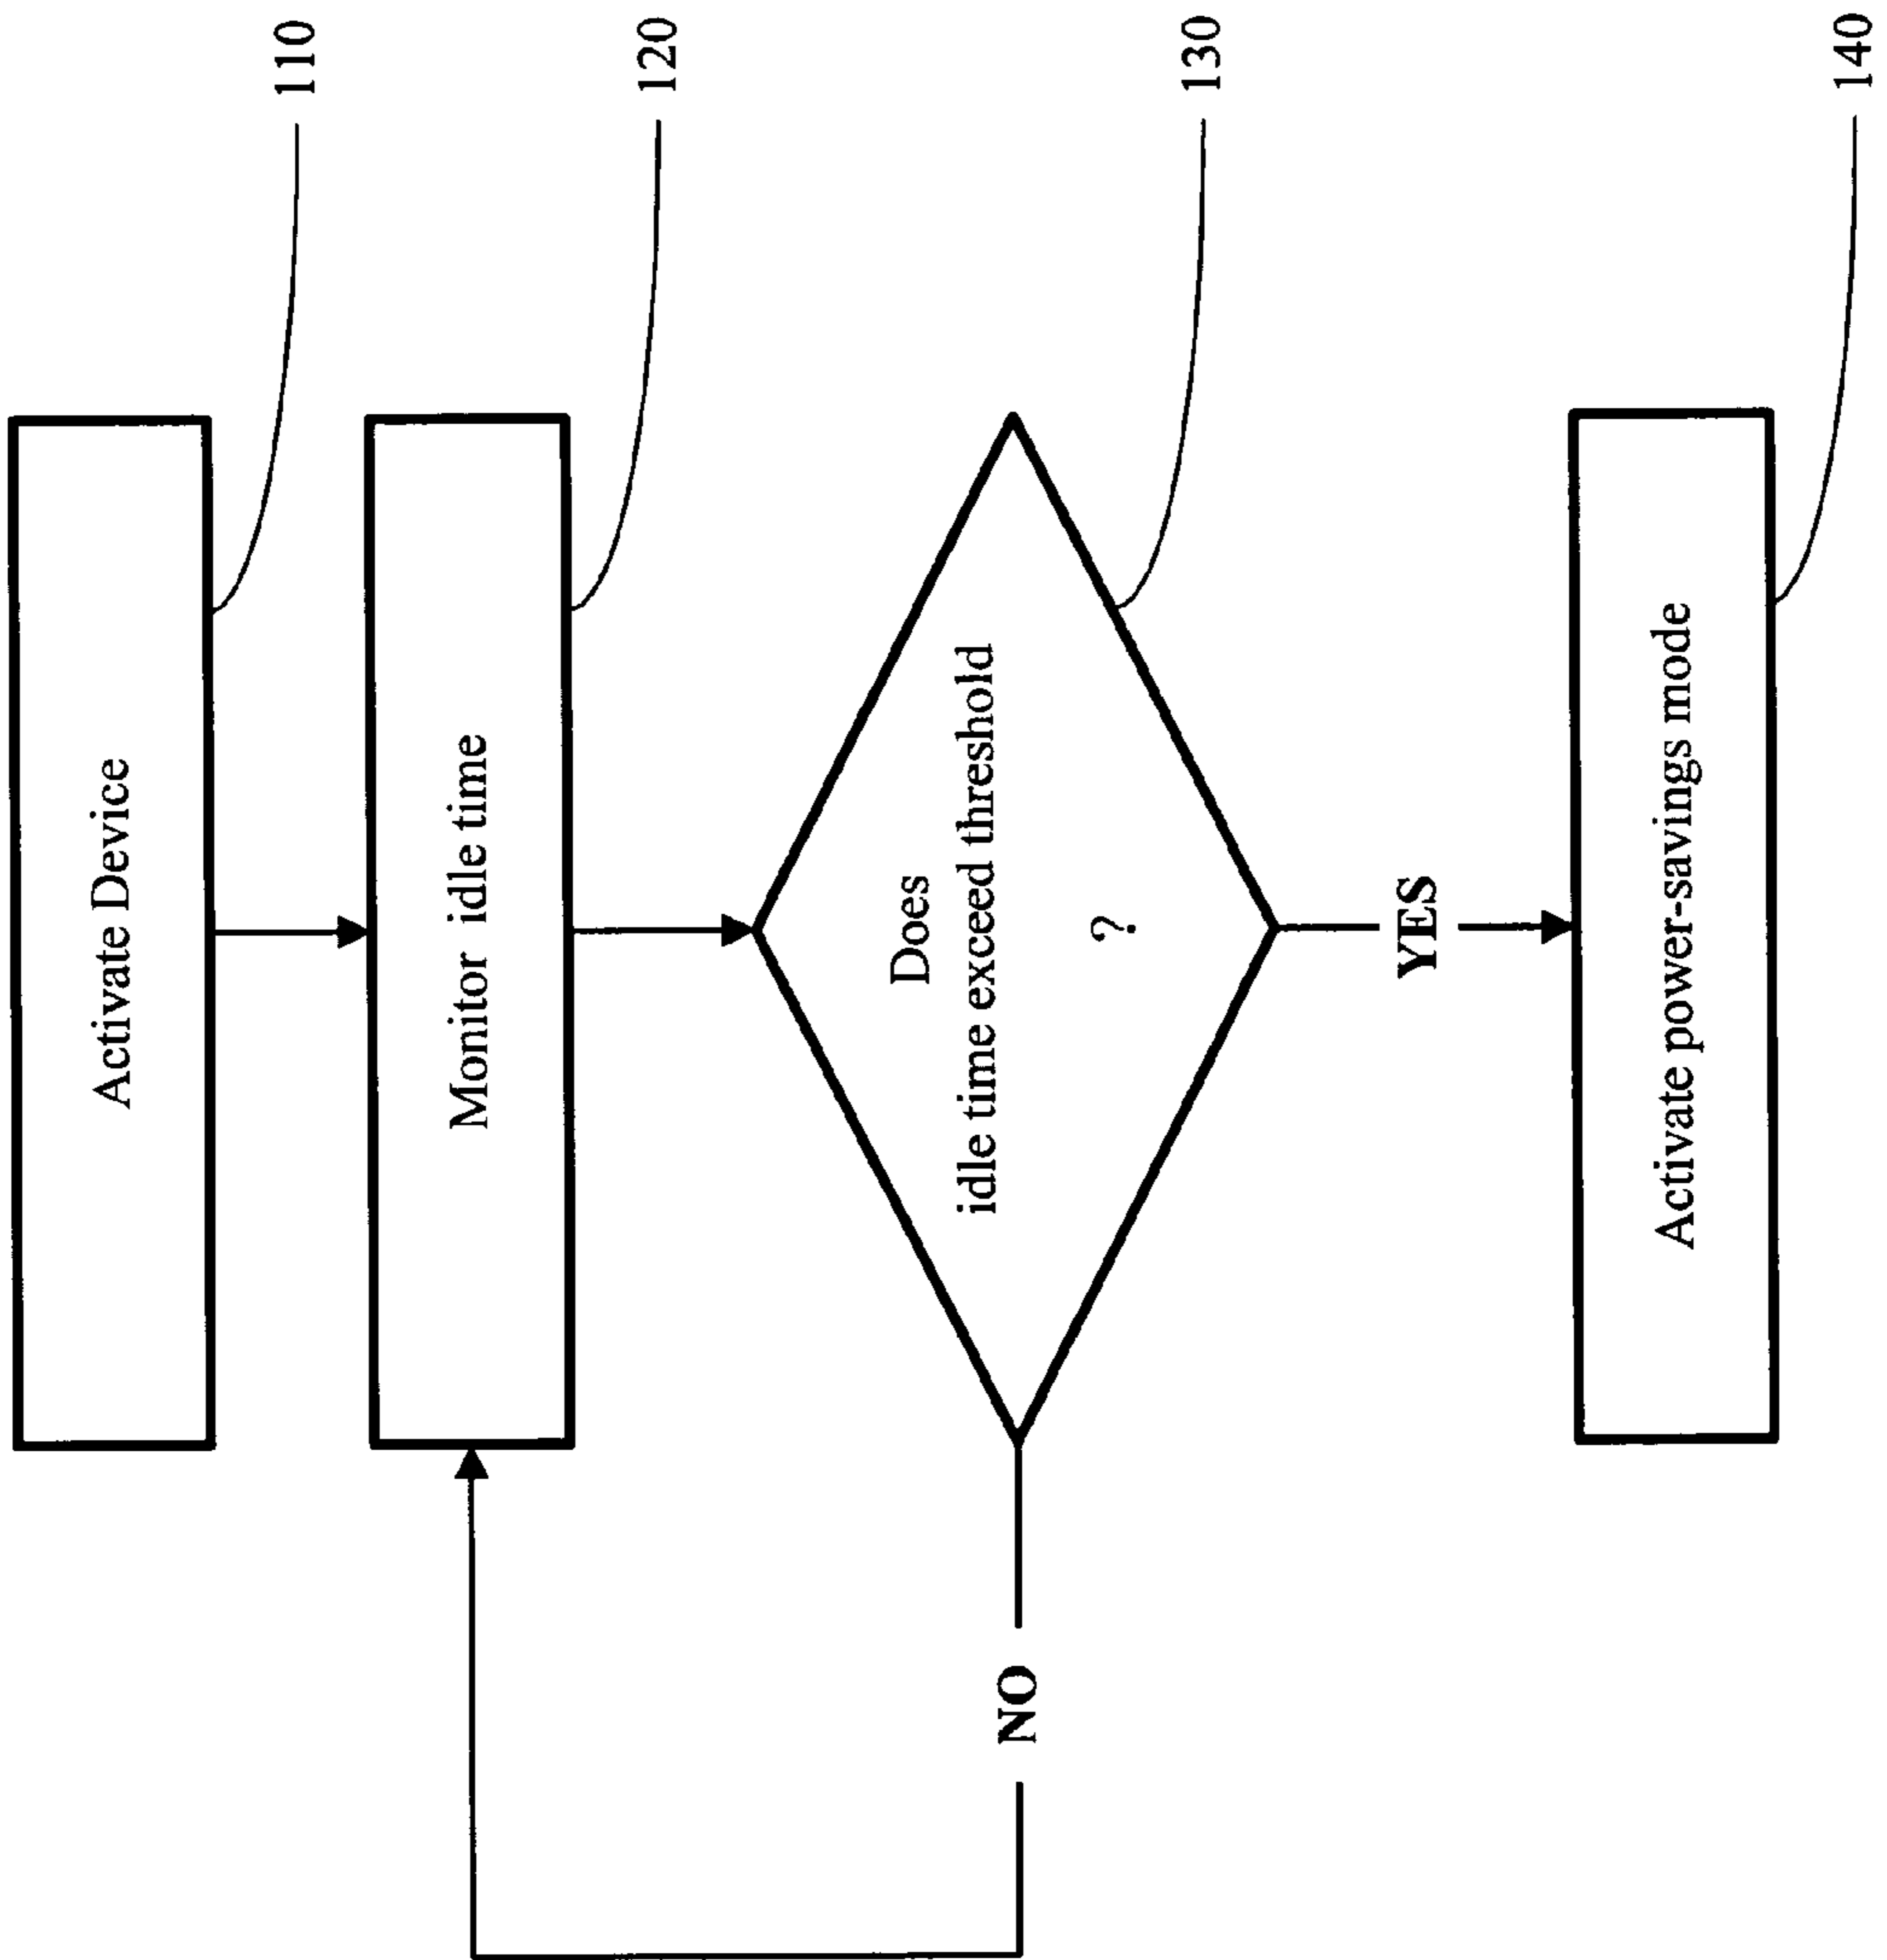 Activate Device
110
Monitor idle time
120
Does
idle time exceed threshold
?
130
NO
YES
Activate power-savings mode
140